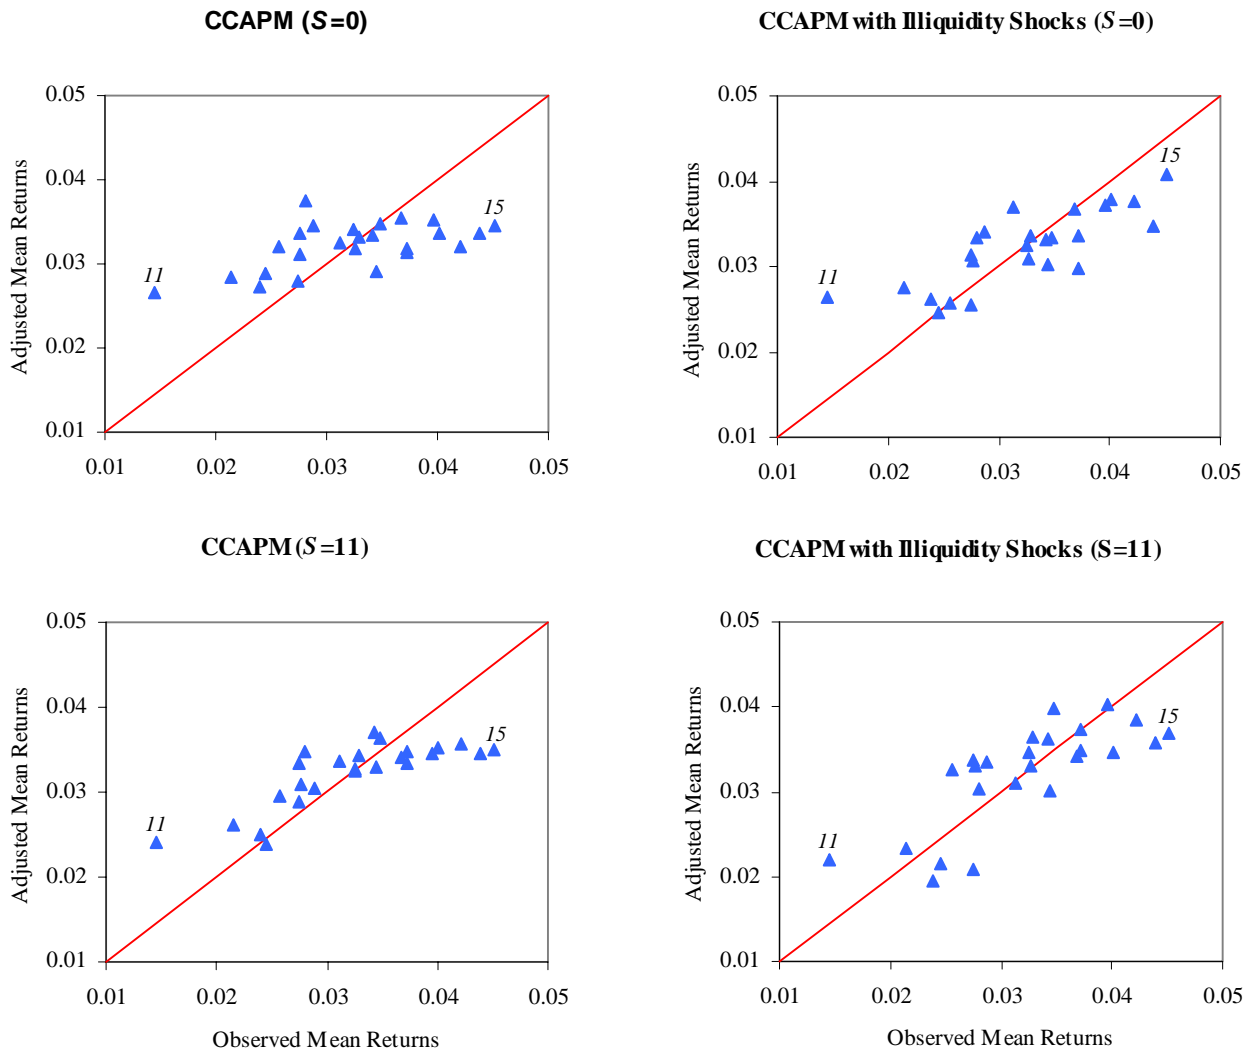 CCAPM (S=0)
0.05
0.04
0.03
0.02
0.01
Adjusted Mean Returns
11
15
0.01 0.02 0.03 0.04 0.05
CCAPM with Illiquidity Shocks (S=0)
0.05
0.04
0.03
0.02
0.01
Adjusted Mean Returns
11
15
0.01 0.02 0.03 0.04 0.05
CCAPM (S=11)
0.05
0.04
0.03
0.02
0.01
Adjusted Mean Returns
11
15
0.01 0.02 0.03 0.04 0.05
Observed Mean Returns
CCAPM with Illiquidity Shocks (S=11)
0.05
0.04
0.03
0.02
0.01
Adjusted Mean Returns
11
15
0.01 0.02 0.03 0.04 0.05
Observed Mean Returns